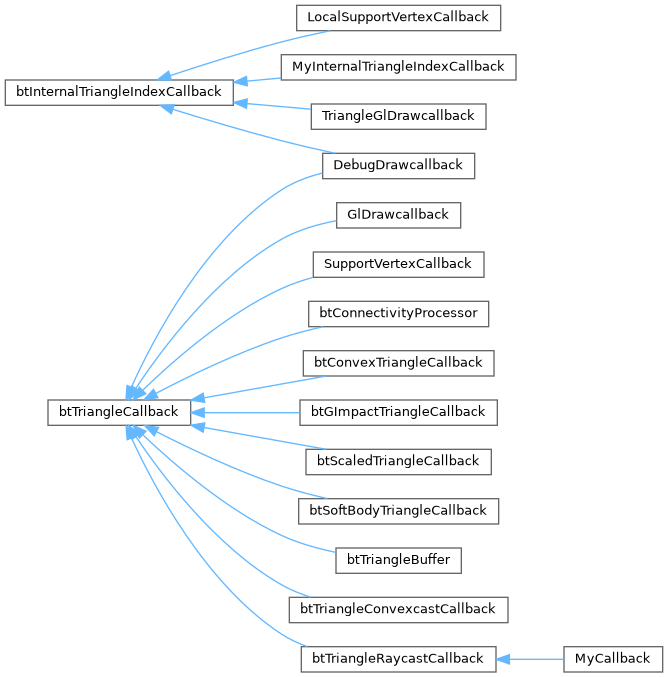 LocalSupportVertexCallback
MyInternalTriangleIndexCallback
btInternalTriangleIndexCallback
TriangleGlDrawcallback
DebugDrawcallback
GlDrawcallback
SupportVertexCallback
btConnectivityProcessor
btConvexTriangleCallback
btTriangleCallback
btGImpactTriangleCallback
btScaledTriangleCallback
btSoftBodyTriangleCallback
btTriangleBuffer
btTriangleConvexcastCallback
btTriangleRaycastCallback
MyCallback